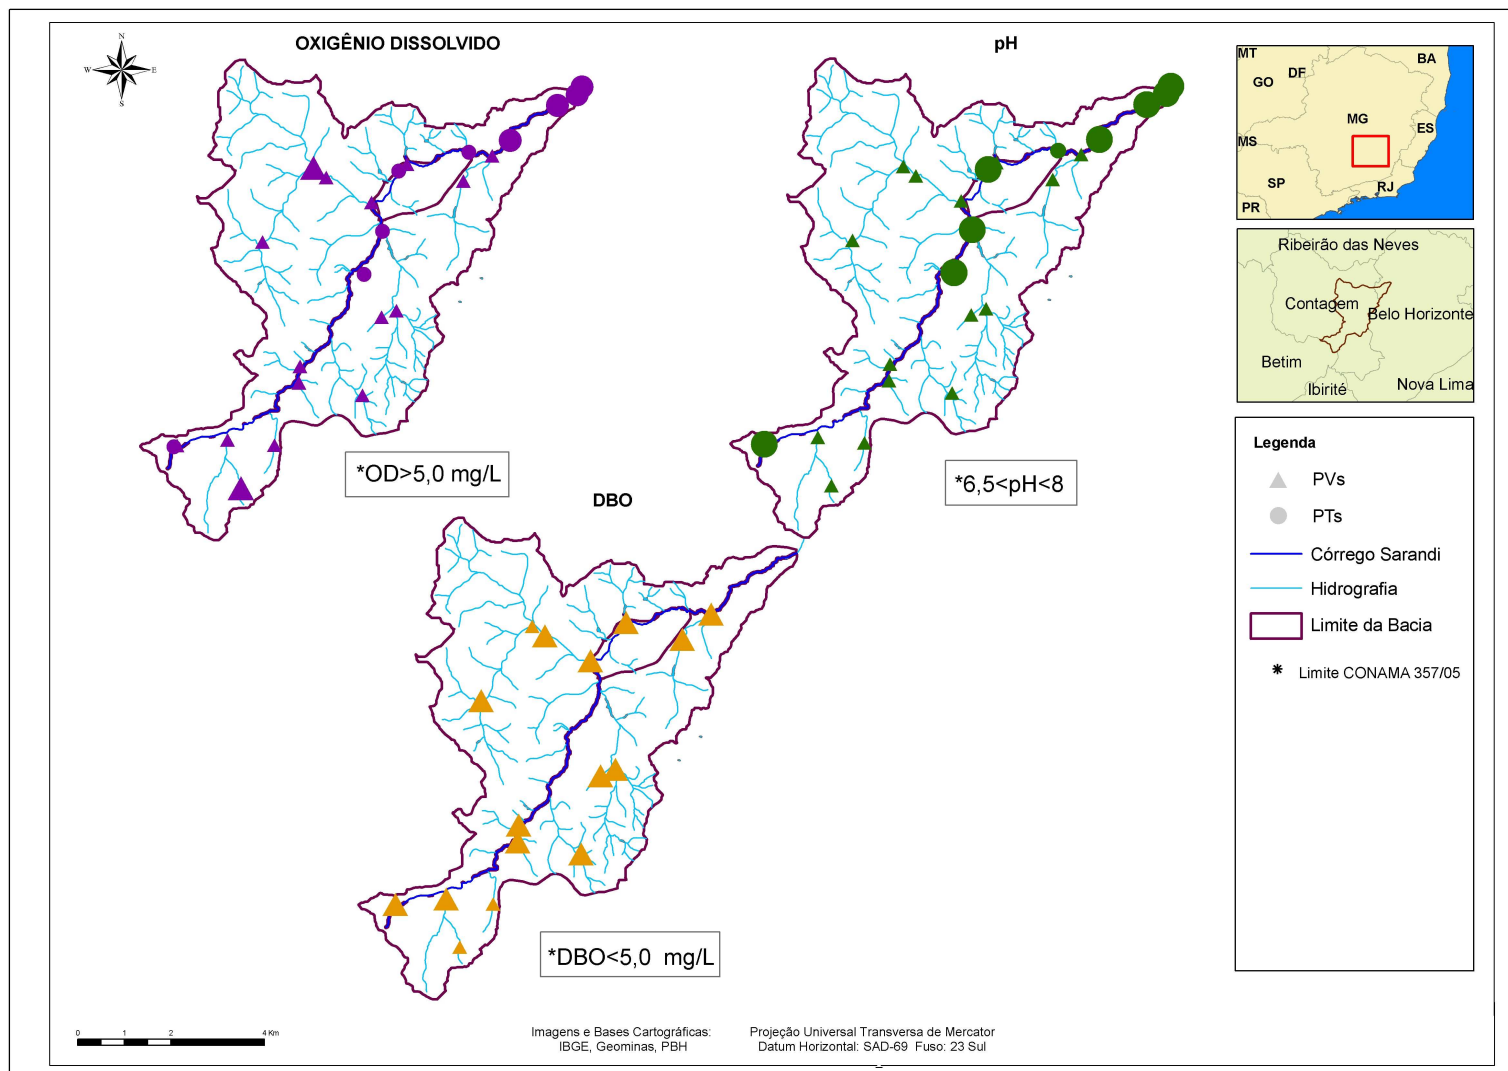 OXIGÊNIO DISSOLVIDO
pH
N
W
E
S
*OD>5,0 mg/L
*6,5<pH<8
DBO
*DBO<5,0 mg/L
MT
BA
GO
DF
MG
ES
MS
SP
RJ
PR
Ribeirão das Neves
Contagem
Belo Horizonte
Betim
Ibirité
Nova Lima
Legenda
PVs
PTs
Córrego Sarandi
Hidrografia
Limite da Bacia
* Limite CONAMA 357/05
0 1 2 4 Km
Imagens e Bases Cartográficas:
IBGE, Geominas, PBH
Projeção Universal Transversa de Mercator
Datum Horizontal: SAD-69 Fuso: 23 Sul